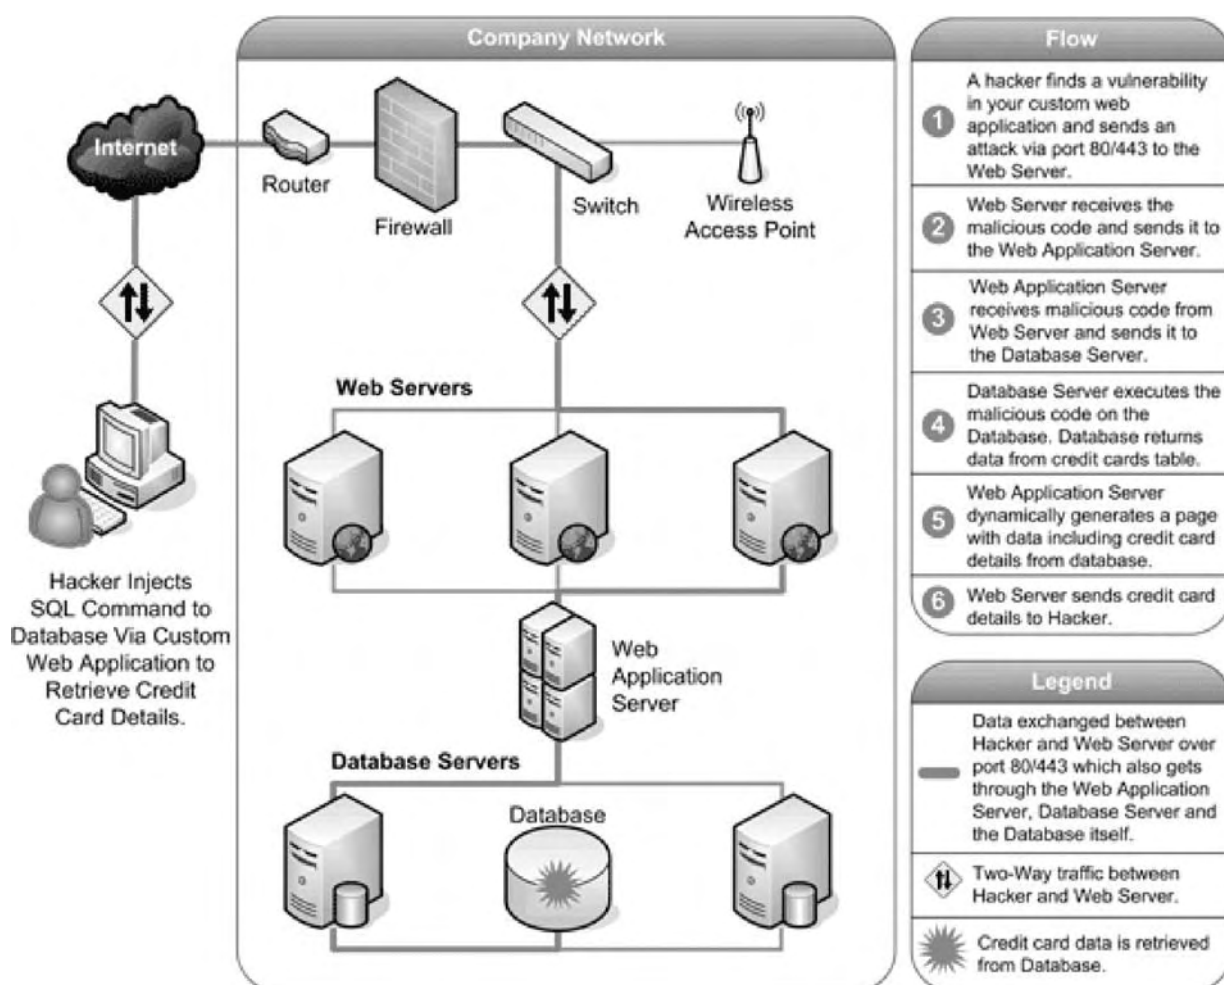 Company Network
Internet
Router
Firewall
Switch
Wireless
Access Point
Web Servers
Hacker Injects
SQL Command to
Database Via Custom
Web Application to
Retrieve Credit
Card Details.
Web
Application
Server
Database Servers
Database
Flow
1
A hacker finds a vulnerability
in your custom web
application and sends an
attack via port 80/443 to the
Web Server.
2
Web Server receives the
malicious code and sends it to
the Web Application Server.
3
Web Application Server
receives malicious code from
Web Server and sends it to
the Database Server.
4
Database Server executes the
malicious code on the
Database. Database returns
data from credit cards table.
5
Web Application Server
dynamically generates a page
with data including credit card
details from database.
6
Web Server sends credit card
details to Hacker.
Legend
Data exchanged between
Hacker and Web Server over
port 80/443 which also gets
through the Web Application
Server, Database Server and
the Database itself.
Two-Way traffic between
Hacker and Web Server.
Credit card data is retrieved
from Database.